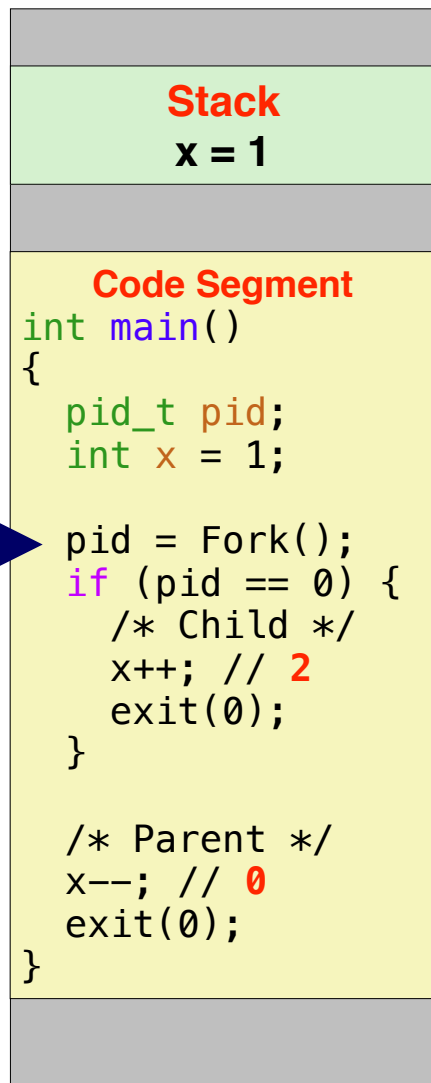 Stack
x = 1
Code Segment
int main()
{
  pid_t pid;
  int x = 1;

  pid = Fork();
  if (pid == 0) {
    /* Child */
    x++; // 2
    exit(0);
  }

  /* Parent */
  x--; // 0
  exit(0);
}